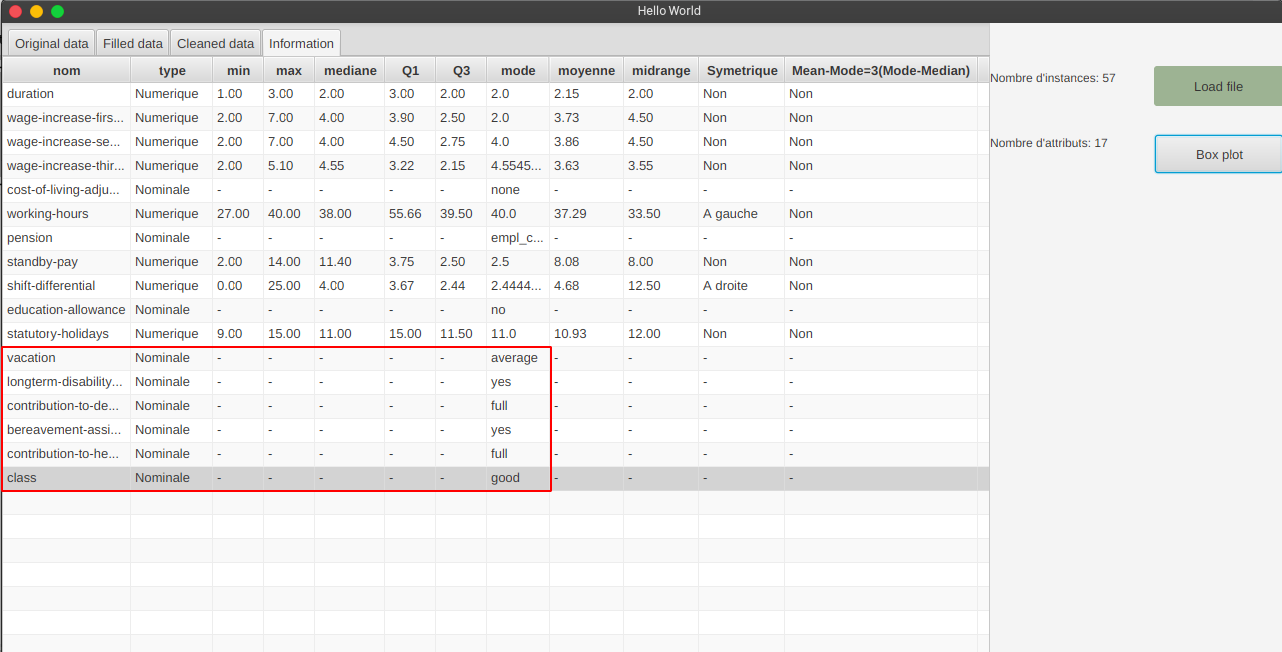 Hello World
Original data Filled data Cleaned data Information
nom type min max mediane Q1 Q3 mode moyenne midrange Symetrique Mean-Mode=3(Mode-Median)
duration Numerique 1.00 3.00 2.00 3.00 2.00 2.0 2.15 2.00 Non Non
wage-increase-firs... Numerique 2.00 7.00 4.00 3.90 2.50 2.0 3.73 4.50 Non Non
wage-increase-se... Numerique 2.00 7.00 4.00 4.50 2.75 4.0 3.86 4.50 Non Non
wage-increase-thir... Numerique 2.00 5.10 4.55 3.22 2.15 4.5545... 3.63 3.55 Non Non
cost-of-living-adju... Nominale - - - - - none - - - -
working-hours Numerique 27.00 40.00 38.00 55.66 39.50 40.0 37.29 33.50 A gauche Non
pension Nominale - - - - - empl_c... - - - -
standby-pay Numerique 2.00 14.00 11.40 3.75 2.50 2.5 8.08 8.00 Non Non
shift-differential Numerique 0.00 25.00 4.00 3.67 2.44 2.4444... 4.68 12.50 A droite Non
education-allowance Nominale - - - - - no - - - -
statutory-holidays Numerique 9.00 15.00 11.00 15.00 11.50 11.0 10.93 12.00 Non Non
vacation Nominale - - - - - average - - - -
longterm-disability... Nominale - - - - - yes - - - -
contribution-to-de... Nominale - - - - - full - - - -
bereavement-assi... Nominale - - - - - yes - - - -
contribution-to-he... Nominale - - - - - full - - - -
class Nominale - - - - - good - - - -
Nombre d'instances: 57
Load file
Nombre d'attributs: 17
Box plot